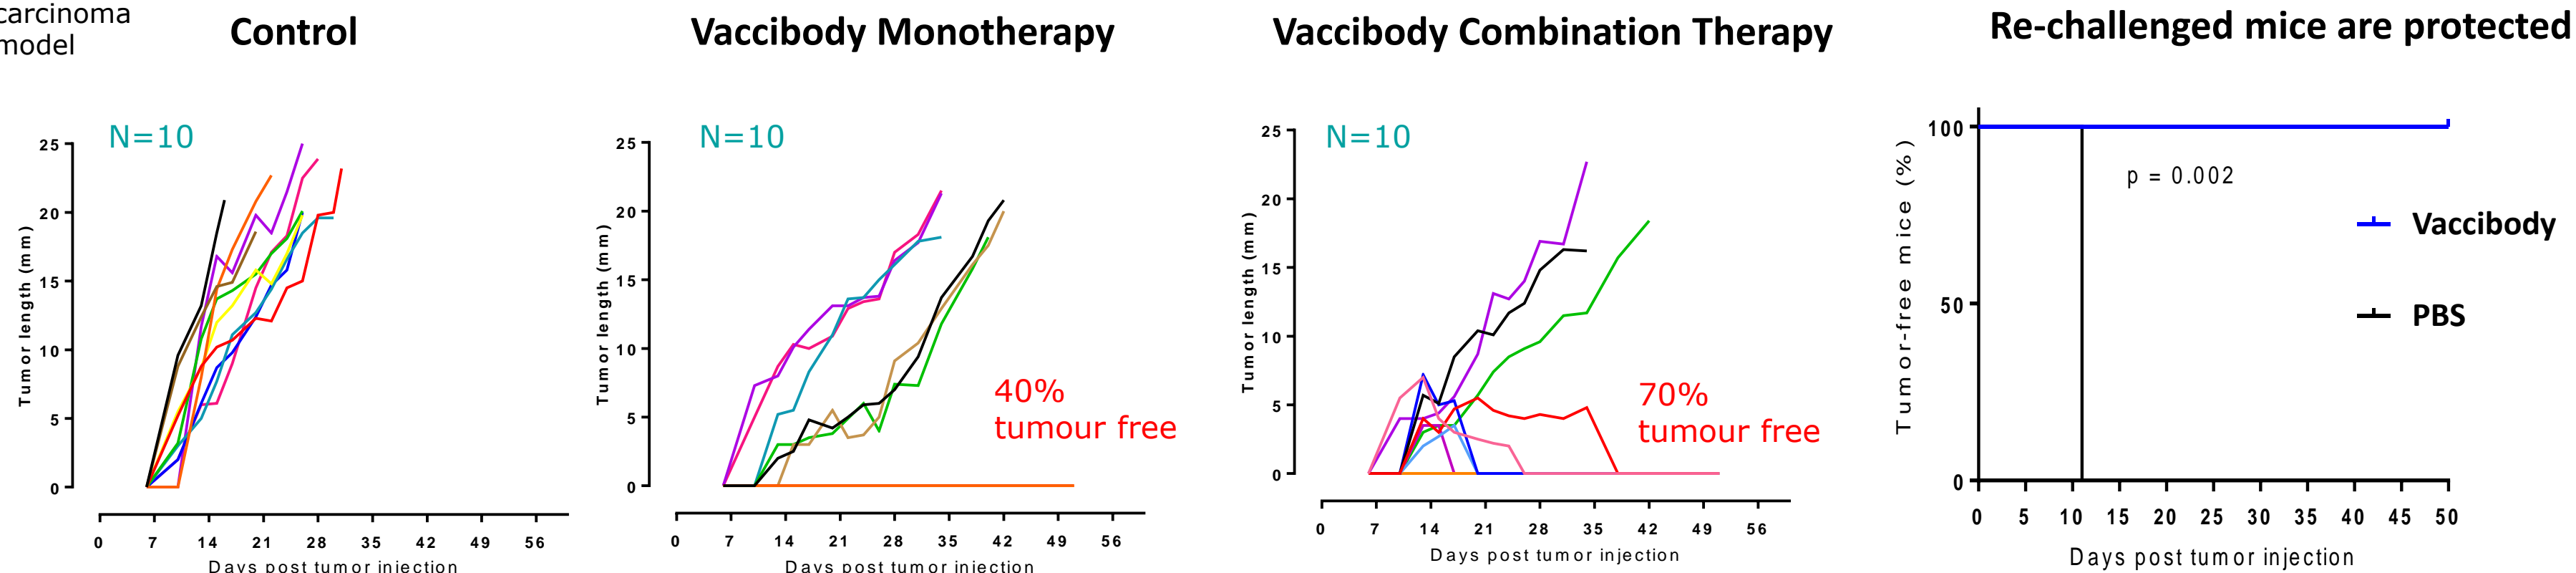 carcinoma
model
Control
N=10
25
20
15
10
5
0
Tumor length (mm)
0 7 14 21 28 35 42 49 56
Days post tumor injection
Vaccibody Monotherapy
N=10
25
20
15
10
5
0
Tumor length (mm)
40%
tumour free
0 7 14 21 28 35 42 49 56
Days post tumor injection
Vaccibody Combination Therapy
N=10
25
20
15
10
5
0
Tumor length (mm)
70%
tumour free
0 7 14 21 28 35 42 49 56
Days post tumor injection
Re-challenged mice are protected
100
50
0
Tumor-free mice (%)
p = 0.002
Vaccibody
PBS
0 5 10 15 20 25 30 35 40 45 50
Days post tumor injection